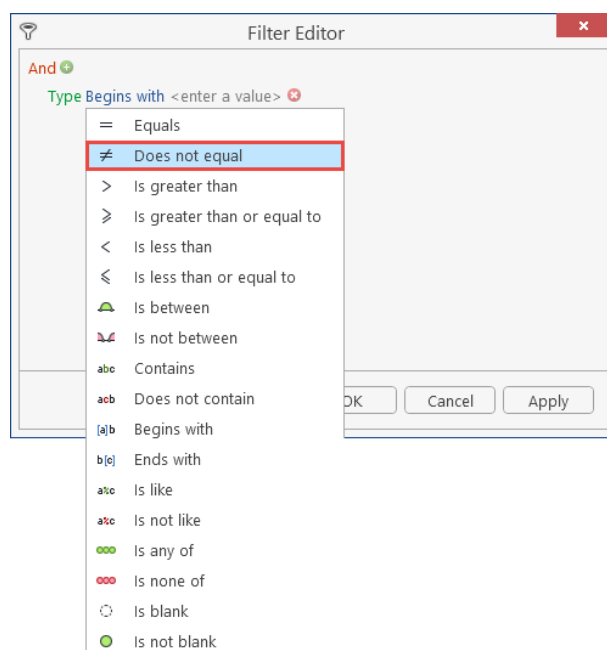 Filter Editor
And
Type Begins with <enter a value>
= Equals
≠ Does not equal
> Is greater than
⩾ Is greater than or equal to
< Is less than
⩽ Is less than or equal to
Is between
Is not between
abc Contains
acb Does not contain
OK Cancel Apply
[a]b Begins with
b[c] Ends with
a%c Is like
a%c Is not like
Is any of
Is none of
Is blank
Is not blank